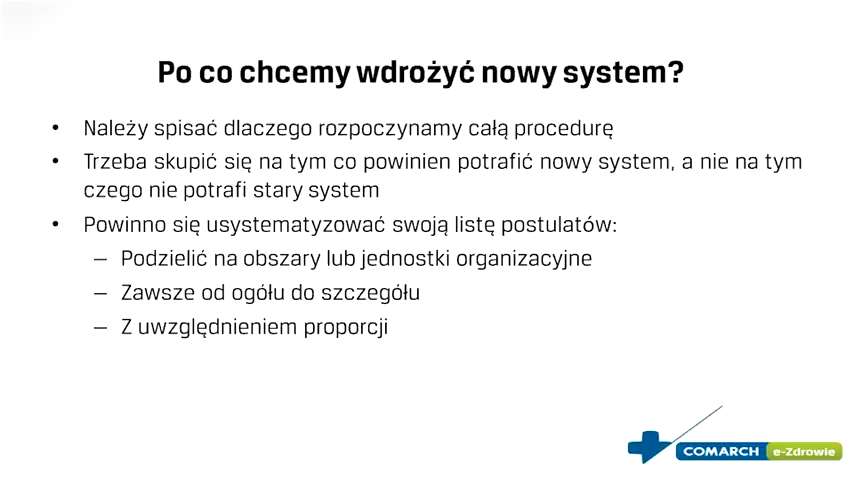 Po co chcemy wdrożyć nowy system?
• Należy spisać dlaczego rozpoczynamy całą procedurę
• Trzeba skupić się na tym co powinien potrafić nowy system, a nie na tym
czego nie potrafi stary system
• Powinno się usystematyzować swoją listę postulatów:
– Podzielić na obszary lub jednostki organizacyjne
– Zawsze od ogółu do szczegółu
– Z uwzględnieniem proporcji
COMARCH e-Zdrowie